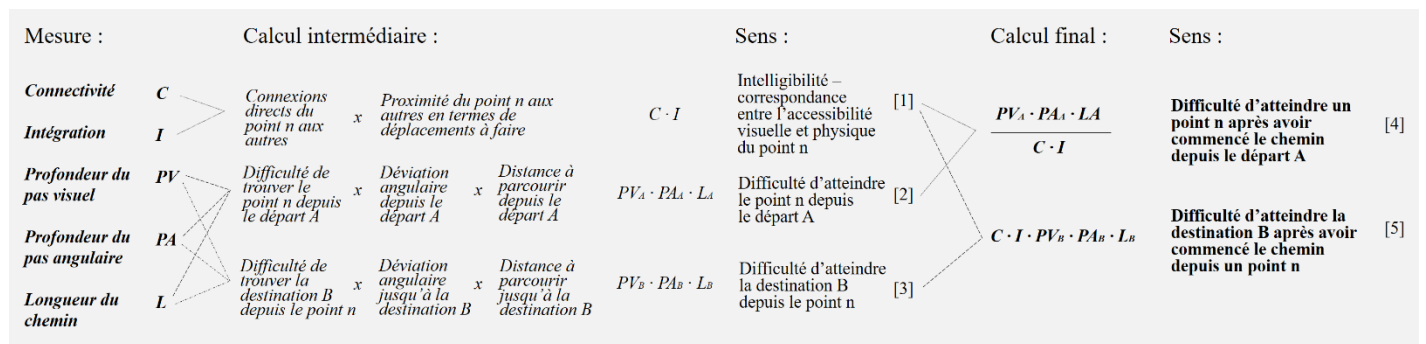 Mesure :
Calcul intermédiaire :
Sens :
Calcul final :
Sens :
Connectivité
C
Intégration
I
Profondeur du
pas visuel
PV
Profondeur du
pas angulaire
PA
Longueur du
chemin
L
Connexions
directs du
point n aux
autres
x
Proximité du point n aux
autres en termes de
déplacements à faire
C · I
Intelligibilité –
correspondance
entre l’accessibilité
visuelle et physique
du point n
[1]
Difficulté de
trouver le
point n depuis
le départ A
x
Déviation
angulaire
depuis le
départ A
x
Distance à
parcourir
depuis le
départ A
PVA · PAA · LA
Difficulté d’atteindre
le point n depuis
le départ A
[2]
Difficulté de
trouver la
destination B
depuis le point n
x
Déviation
angulaire
jusqu’à la
destination B
x
Distance à
parcourir
jusqu’à la
destination B
PVB · PAB · LB
Difficulté d’atteindre
la destination B
depuis le point n
[3]
PVA · PAA · LA
C · I
Difficulté d’atteindre un
point n après avoir
commencé le chemin
depuis le départ A
[4]
C · I · PVB · PAB · LB
Difficulté d’atteindre la
destination B après avoir
commencé le chemin
depuis un point n
[5]